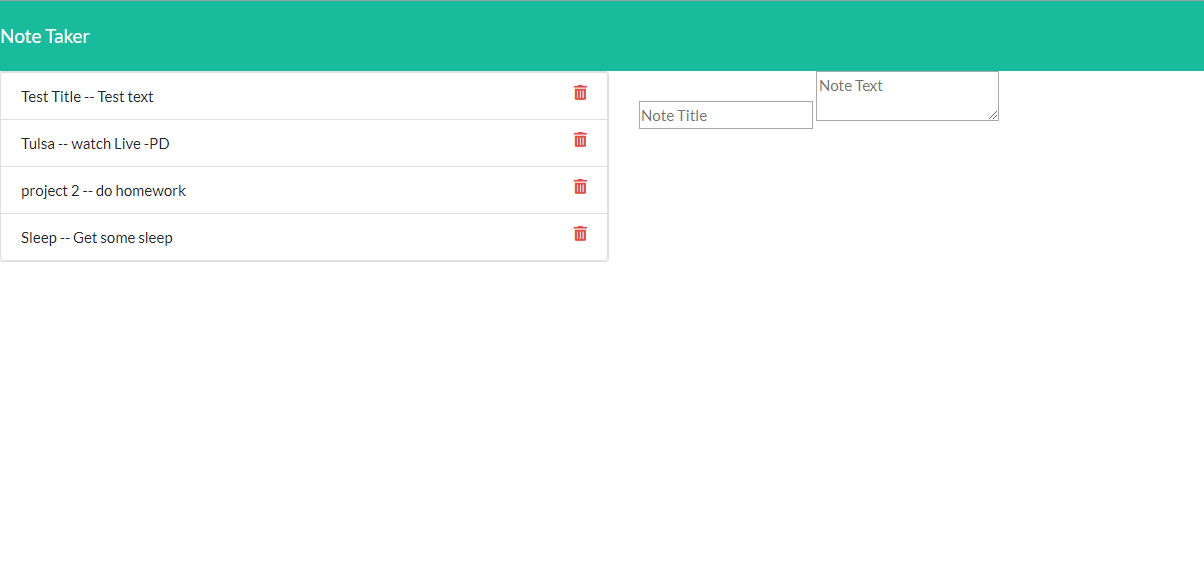 Note Taker
Test Title -- Test text
Tulsa -- watch Live -PD
project 2 -- do homework
Sleep -- Get some sleep
Note Title
Note Text